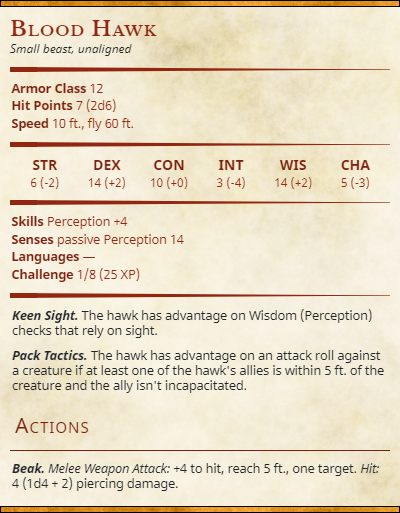 Blood Hawk
Small beast, unaligned
Armor Class 12
Hit Points 7 (2d6)
Speed 10 ft., fly 60 ft.
STR DEX CON INT WIS CHA
6 (-2) 14 (+2) 10 (+0) 3 (-4) 14 (+2) 5 (-3)
Skills Perception +4
Senses passive Perception 14
Languages —
Challenge 1/8 (25 XP)
Keen Sight. The hawk has advantage on Wisdom (Perception)
checks that rely on sight.
Pack Tactics. The hawk has advantage on an attack roll against
a creature if at least one of the hawk's allies is within 5 ft. of the
creature and the ally isn't incapacitated.
Actions
Beak. Melee Weapon Attack: +4 to hit, reach 5 ft., one target. Hit:
4 (1d4 + 2) piercing damage.